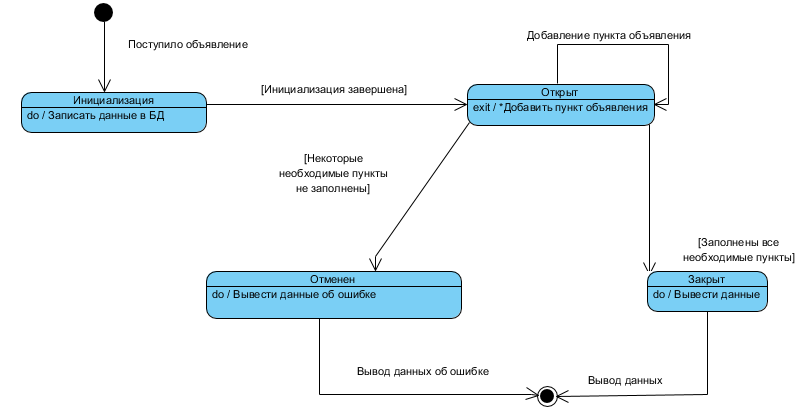 Добавление пункта объявления
Поступило объявление
[Инициализация завершена]
Открыт
exit / *Добавить пункт объявления
Инициализация
do / Записать данные в БД
[Некоторые
необходимые пункты
не заполнены]
[Заполнены все
необходимые пункты]
Отменен
do / Вывести данные об ошибке
Закрыт
do / Вывести данные
Вывод данных об ошибке
Вывод данных